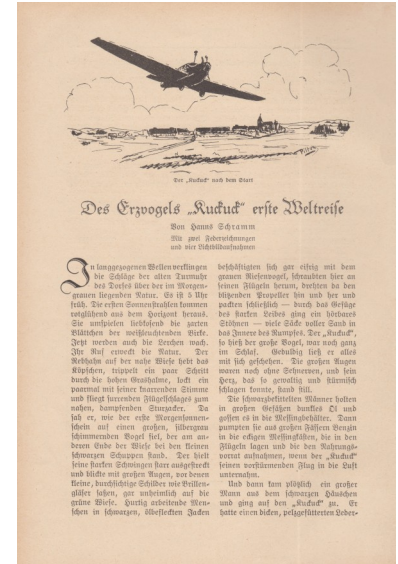 Der „Kuckuck“ nach dem Start
Des Erzvogels „Kuckuck“ erste Weltreise
Von Hanns Schramm
Mit zwei Federzeichnungen
und vier Lichtbildaufnahmen
In langgezogenen Wellen verklingen
die Schläge der alten Turmuhr
des Dorfes über der im Morgen-
grauen liegenden Natur. Es ist 5 Uhr
früh. Die ersten Sonnenstrahlen kommen
rotglühend aus dem Horizont heraus.
Sie umspielen liebkosend die zarten
Blättchen der weißleuchtenden Birke.
Jetzt werden auch die Lerchen wach.
Ihr Ruf erweckt die Natur. Der
Rebhahn auf der nahe Wiese hebt das
Köpfchen, trippelt ein paar Schritt
durch die hohen Grashalme, lockt ein
paarmal mit seiner knarrenden Stimme
und fliegt surrenden Flügelschlages zum
nahen, dampfenden Sturzacker. Da
sah er, wie der erste Morgensonnen-
schein auf einen großen, silbergrau
schimmernden Vogel fiel, der am an-
deren Ende der Wiese bei den kleinen
schwarzen Schuppen stand. Der hielt
seine starken Schwingen starr ausgestreckt
und blickte mit großen Augen, vor denen
kleine, durchsichtige Schilder wie Brillen-
gläser saßen, gar unheimlich auf die
grüne Wiese. Hurtig arbeitende Men-
schen in schwarzen, ölbefleckten Jacken
beschäftigten sich gar eifrig mit dem
grauen Riesenvogel, schraubten hier an
seinen Flügeln herum, drehten da den
blitzenden Propeller hin und her und
packten schließlich — durch das Gefüge
des starken Leibes ging ein hörbares
Stöhnen — viele Säcke voller Sand in
das Innere des Rumpfes. Der „Kuckuck“,
so hieß der große Vogel, war noch ganz
im Schlaf. Geduldig ließ er alles
mit sich geschehen. Die großen Augen
waren noch ohne Sehnerven, und sein
Herz, das so gewaltig und stürmisch
schlagen konnte, stand still.
Die schwarzbekittelten Männer holten
in großen Gefäßen dunkles Öl und
gossen es in die Messingbehälter. Dann
pumpten sie aus großen Fässern Benzin
in die eckigen Messingkästen, die in den
Flügeln lagen und die den Nahrungs-
vorrat aufnahmen, wenn der „Kuckuck“
seinen vorstürmenden Flug in die Luft
unternahm.
Und dann kam plötzlich ein großer
Mann aus dem schwarzen Häuschen
und ging auf den „Kuckuck“ zu. Er
hatte einen dicken, pelzgefütterten Leder-